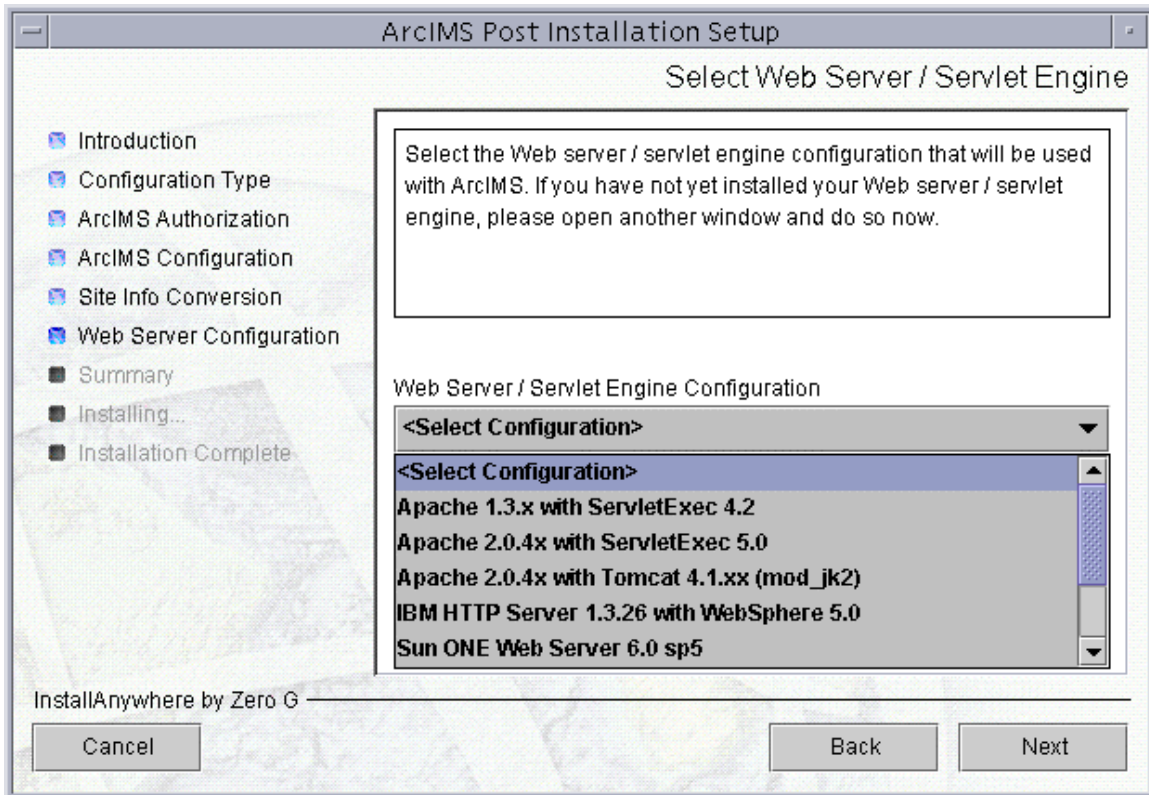 ArcIMS Post Installation Setup
Select Web Server / Servlet Engine
Introduction
Configuration Type
ArcIMS Authorization
ArcIMS Configuration
Site Info Conversion
Web Server Configuration
Summary
Installing...
Installation Complete
Select the Web server / servlet engine configuration that will be used
with ArcIMS. If you have not yet installed your Web server / servlet
engine, please open another window and do so now.
Web Server / Servlet Engine Configuration
<Select Configuration>
<Select Configuration>
Apache 1.3.x with ServletExec 4.2
Apache 2.0.4x with ServletExec 5.0
Apache 2.0.4x with Tomcat 4.1.xx (mod_jk2)
IBM HTTP Server 1.3.26 with WebSphere 5.0
Sun ONE Web Server 6.0 sp5
InstallAnywhere by Zero G
Cancel
Back
Next